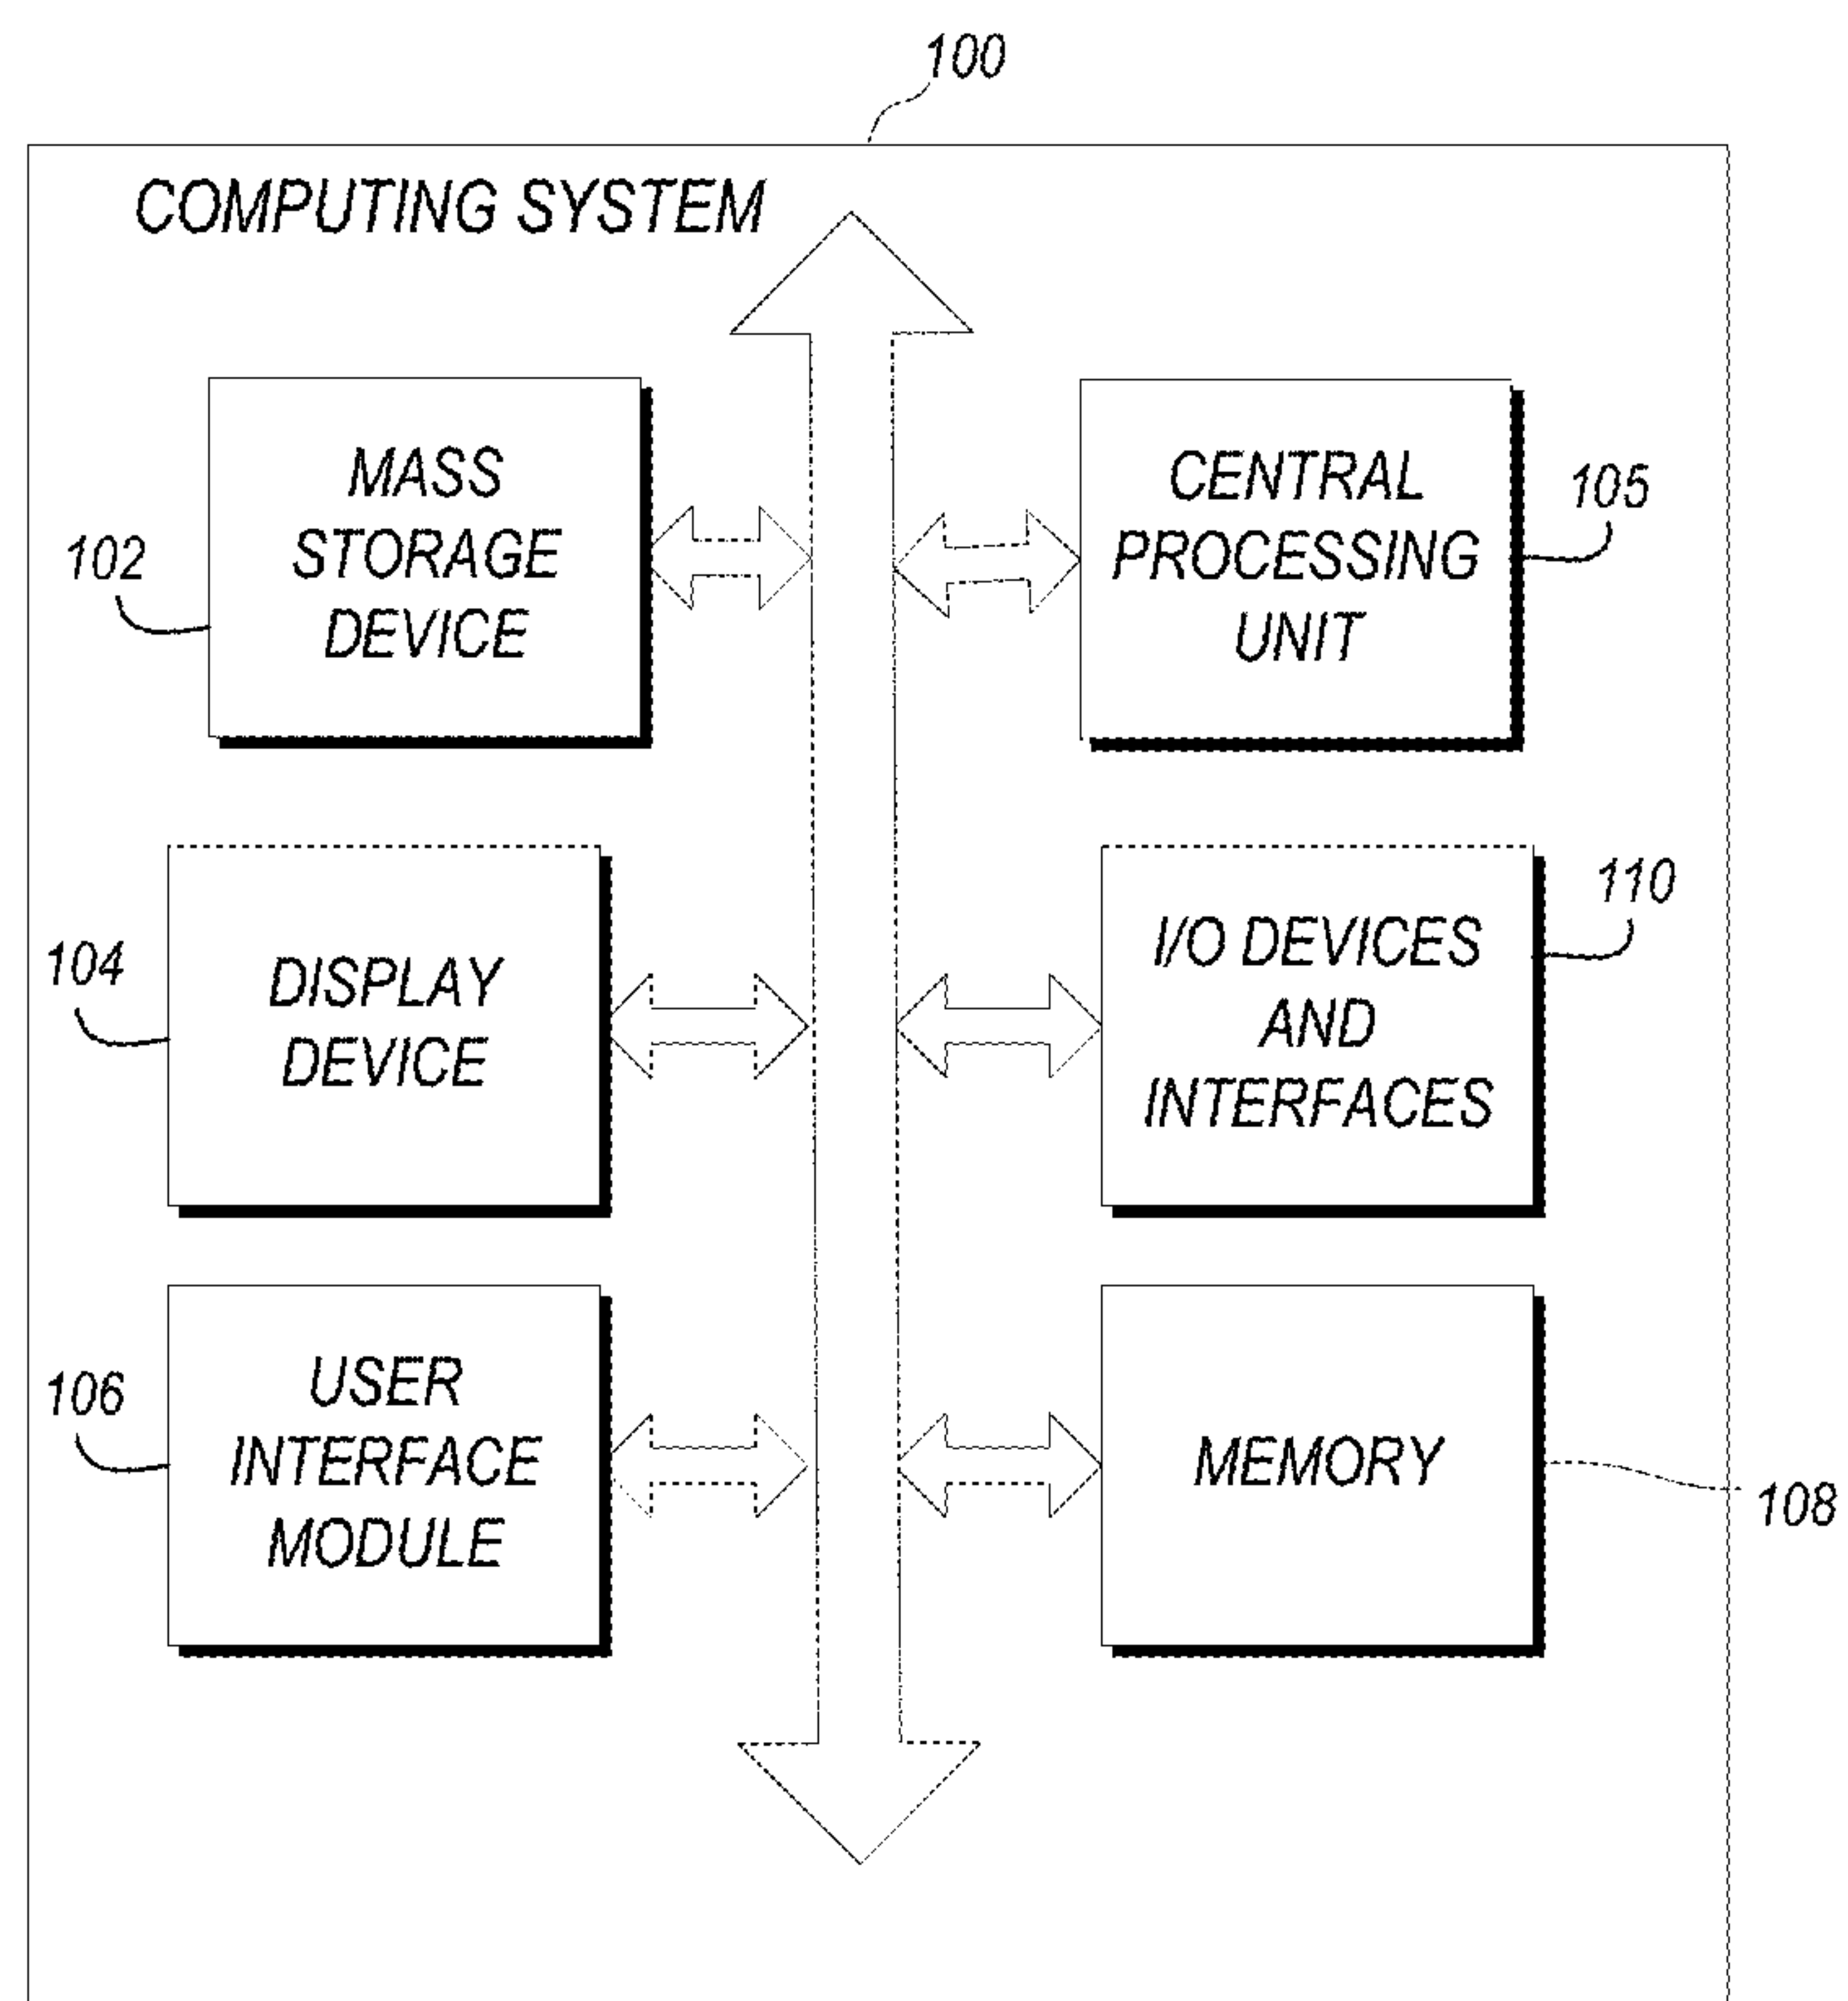 100
COMPUTING SYSTEM
MASS
STORAGE
DEVICE
102
CENTRAL
PROCESSING
UNIT
105
DISPLAY
DEVICE
104
I/O DEVICES
AND
INTERFACES
110
USER
INTERFACE
MODULE
106
MEMORY
108